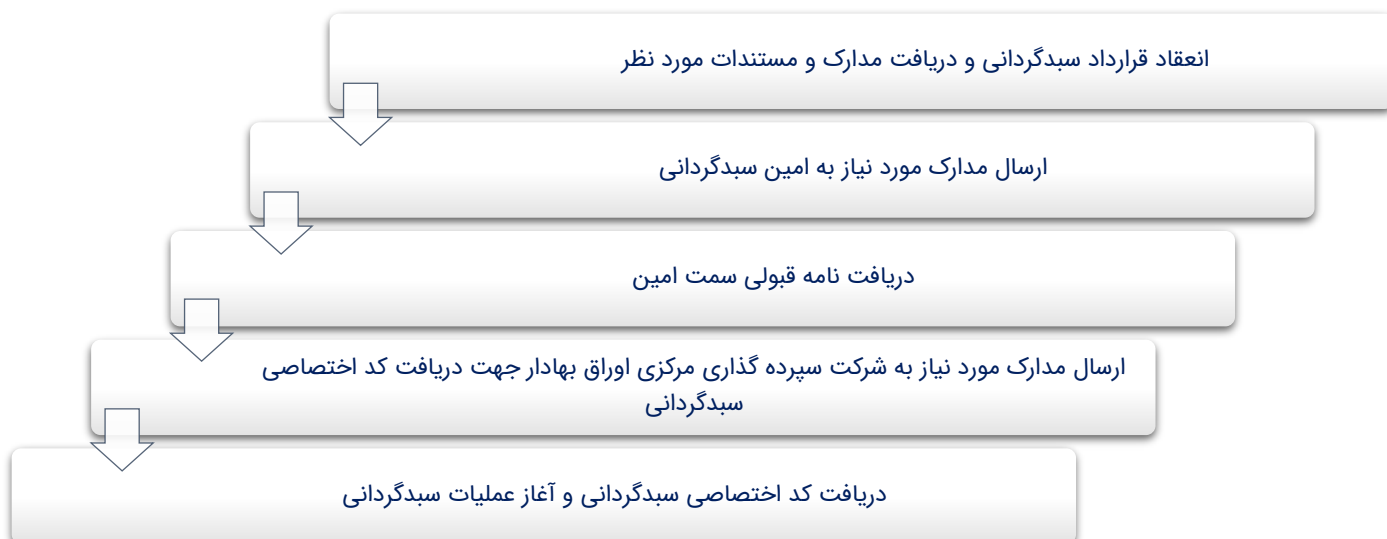 انعقاد قرارداد سبدگردانی و دریافت مدارک و مستندات مورد نظر
ارسال مدارک مورد نیاز به امین سبدگردانی
دریافت نامه قبولی سمت امین
ارسال مدارک مورد نیاز به شرکت سپرده گذاری مرکزی اوراق بهادار جهت دریافت کد اختصاصی
سبدگردانی
دریافت کد اختصاصی سبدگردانی و آغاز عملیات سبدگردانی